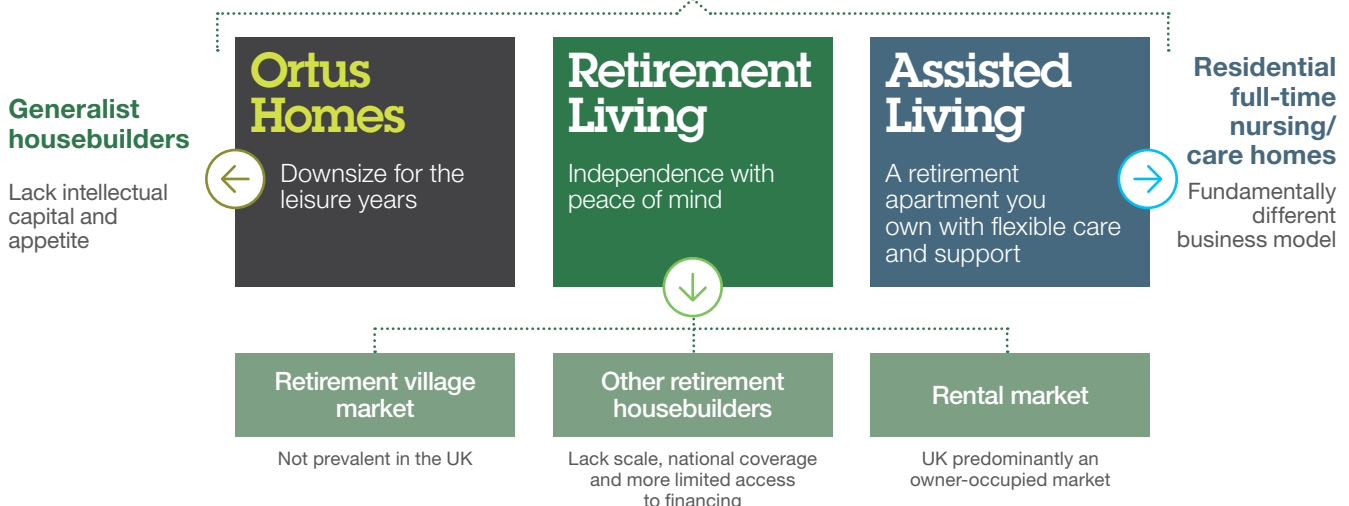 Generalist
housebuilders
Lack intellectual
capital and
appetite
Ortus
Homes
Downsize for the
leisure years
Retirement
Living
Independence with
peace of mind
Assisted
Living
A retirement
apartment you
own with flexible care
and support
Residential
full-time
nursing/
care homes
Fundamentally
different
business model
Retirement village
market
Not prevalent in the UK
Other retirement
housebuilders
Lack scale, national coverage
and more limited access
to financing
Rental market
UK predominantly an
owner-occupied market